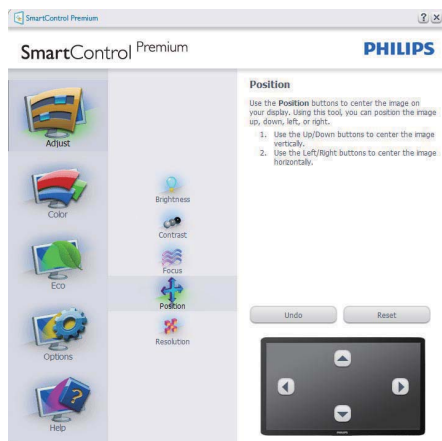 SmartControl Premium
SmartControl Premium
PHILIPS
Adjust
Color
Eco
Options
Help
Brightness
Contrast
Focus
Position
Resolution
Position
Use the Position buttons to center the image on
your display. Using this tool, you can position the image
up, down, left, or right.
1. Use the Up/Down buttons to center the image
vertically.
2. Use the Left/Right buttons to center the image
horizontally.
Undo
Reset
PHILIPS